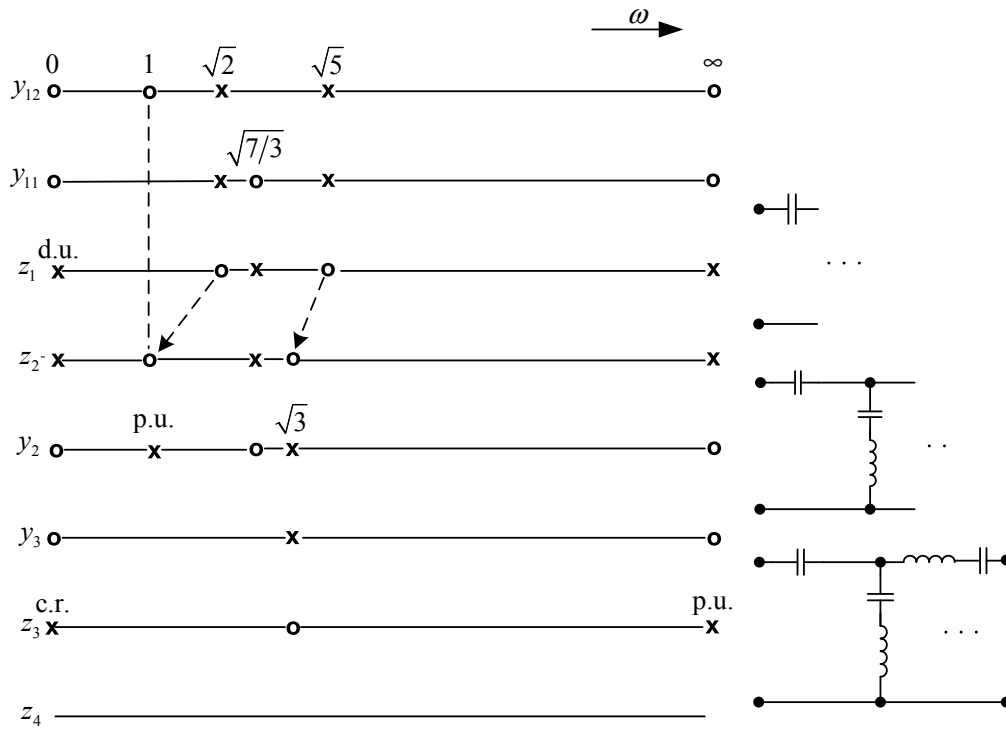 ω
0 1 √2 √5 ∞
y₁₂
√7/3
y₁₁
d.u.
z₁
. . .
z₂-
p.u. √3
y₂
. .
y₃
c.r. p.u.
z₃
. . .
z₄